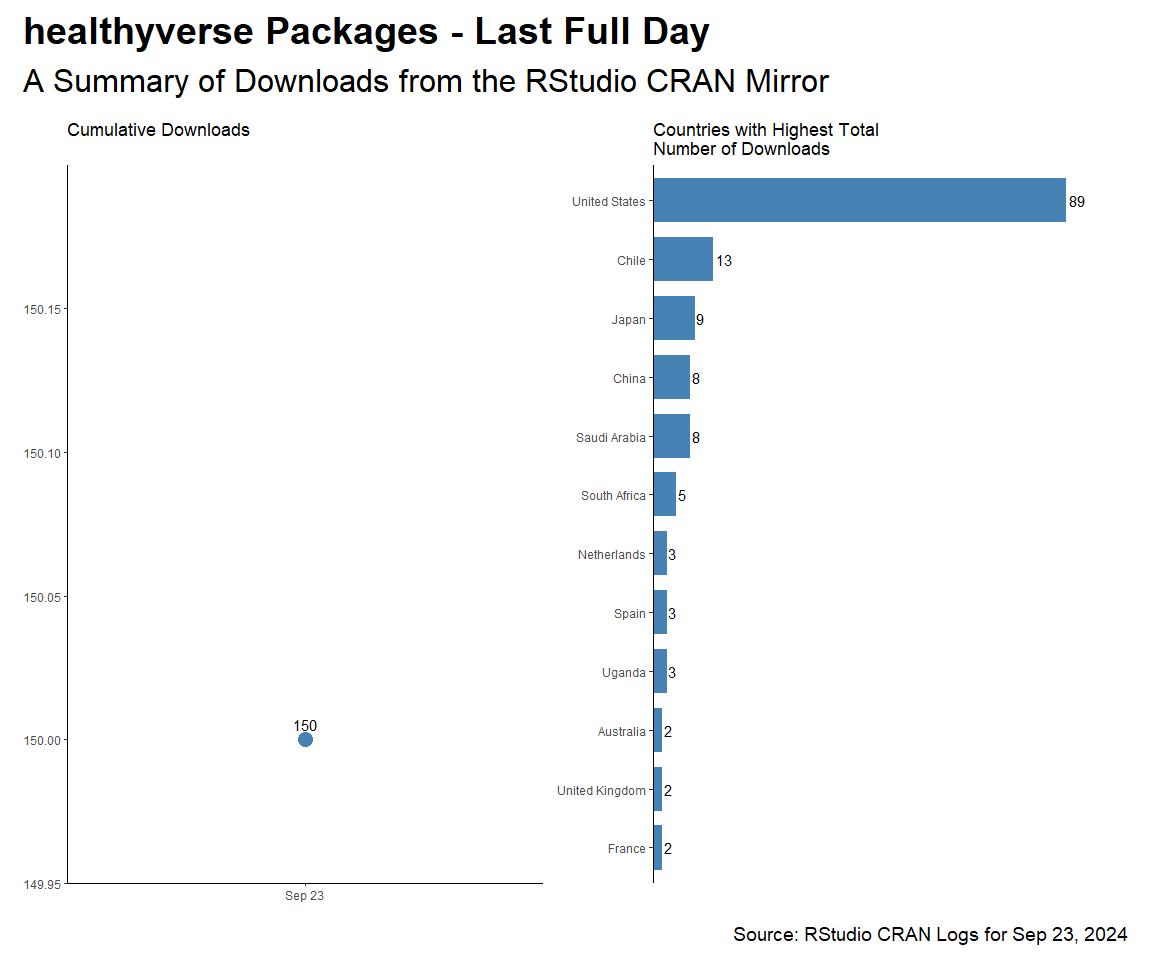 healthyverse Packages - Last Full Day
A Summary of Downloads from the RStudio CRAN Mirror
Cumulative Downloads
150.15
150.10
150.05
150.00
149.95
150
Sep 23
Countries with Highest Total
Number of Downloads
United States 89
Chile 13
Japan 9
China 8
Saudi Arabia 8
South Africa 5
Netherlands 3
Spain 3
Uganda 3
Australia 2
United Kingdom 2
France 2
Source: RStudio CRAN Logs for Sep 23, 2024